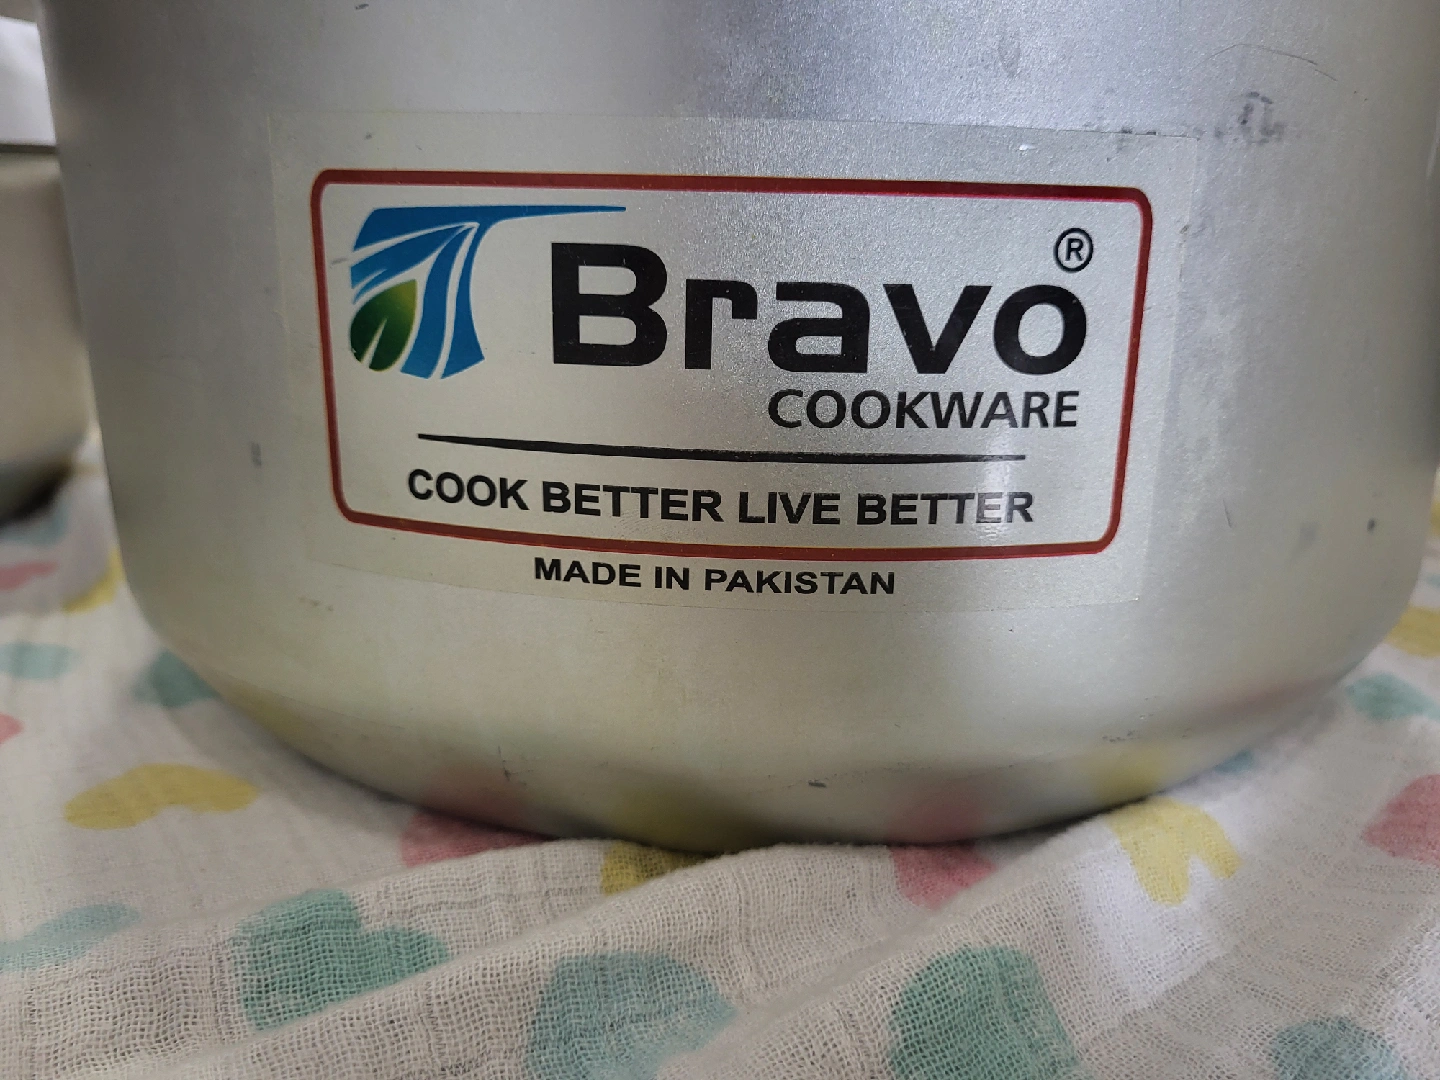 Bravo®
COOKWARE
COOK BETTER LIVE BETTER
MADE IN PAKISTAN